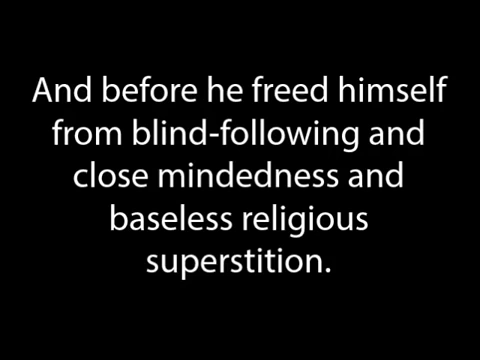 And before he freed himself
from blind-following and
close mindedness and
baseless religious
superstition.